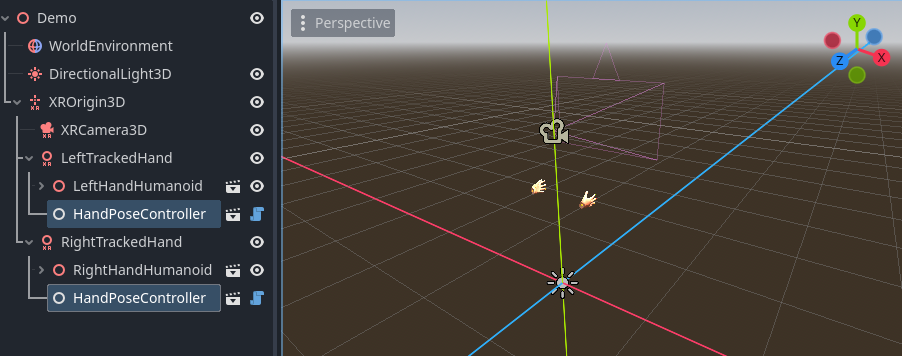 Demo
WorldEnvironment
DirectionalLight3D
XROrigin3D
XRCamera3D
LeftTrackedHand
LeftHandHumanoid
HandPoseController
RightTrackedHand
RightHandHumanoid
HandPoseController
Perspective
Y
X
Z